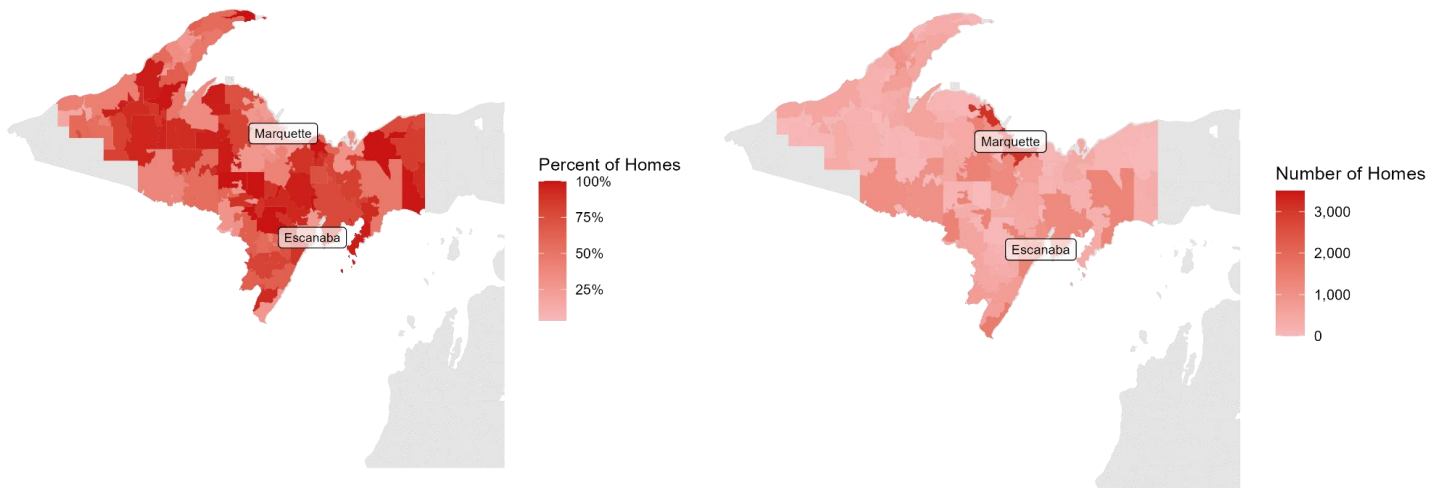 Marquette
Escanaba
Percent of Homes
100%
75%
50%
25%
Marquette
Escanaba
Number of Homes
3,000
2,000
1,000
0